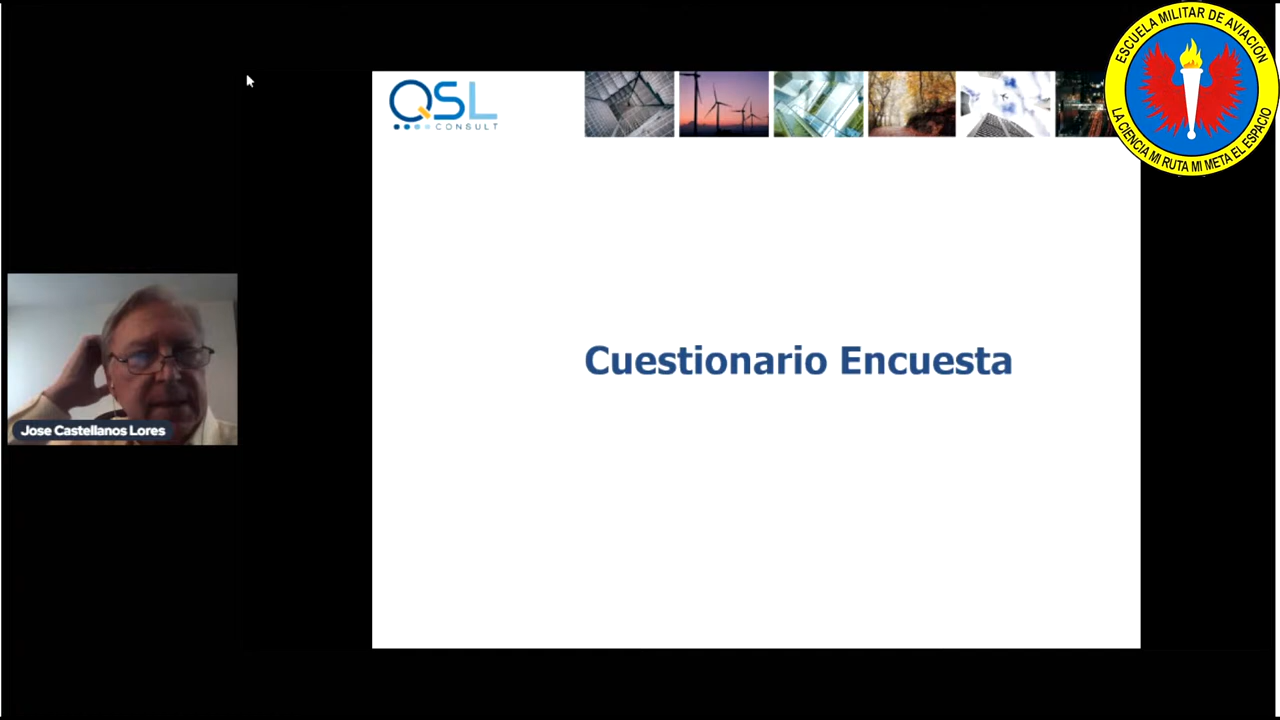 QSL
CONSULT
ESCUELA MILITAR DE AVIACIÓN
LA CIENCIA MI RUTA MI META EL ESPACIO
Cuestionario Encuesta
Jose Castellanos Lores